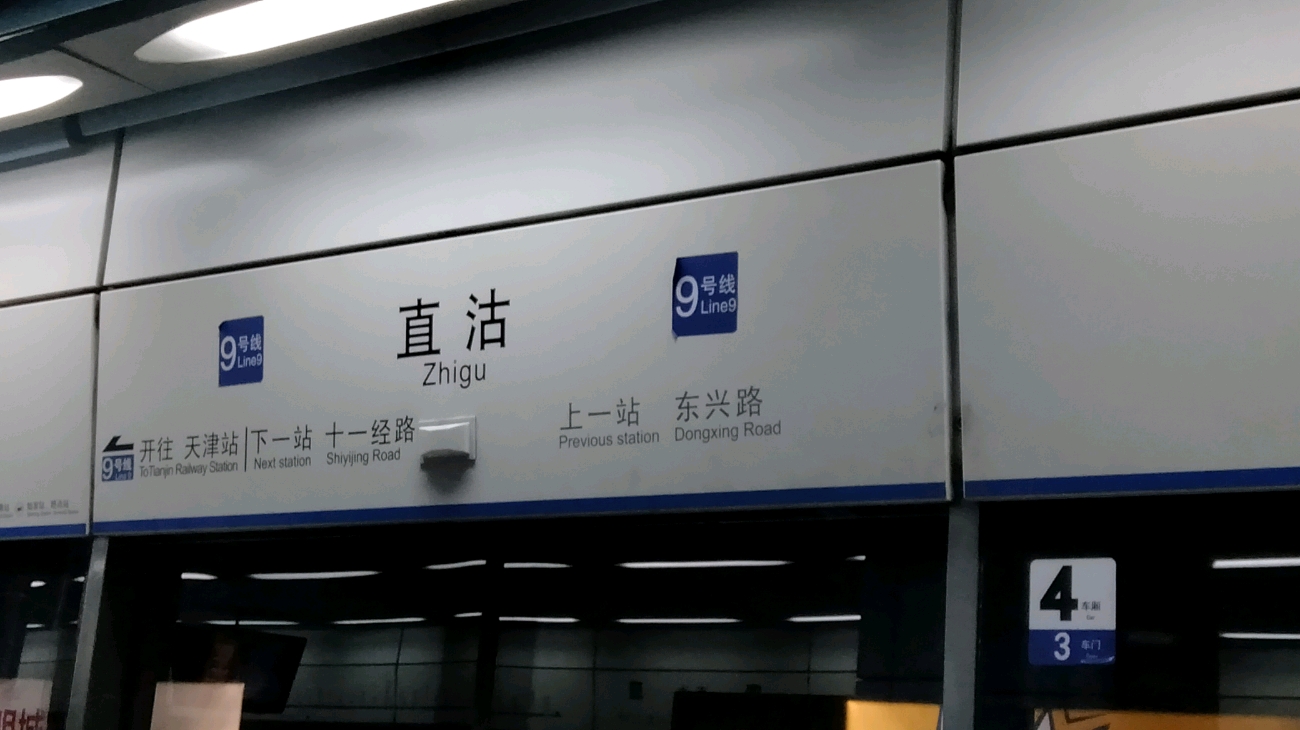 9号线
Line9
直沽
Zhigu
9号线
Line9
开往 天津站
To Tianjin Railway Station
下一站 十一经路
Next station Shiyijing Road
上一站 东兴路
Previous station Dongxing Road
9号线
4 车厢
3 车门